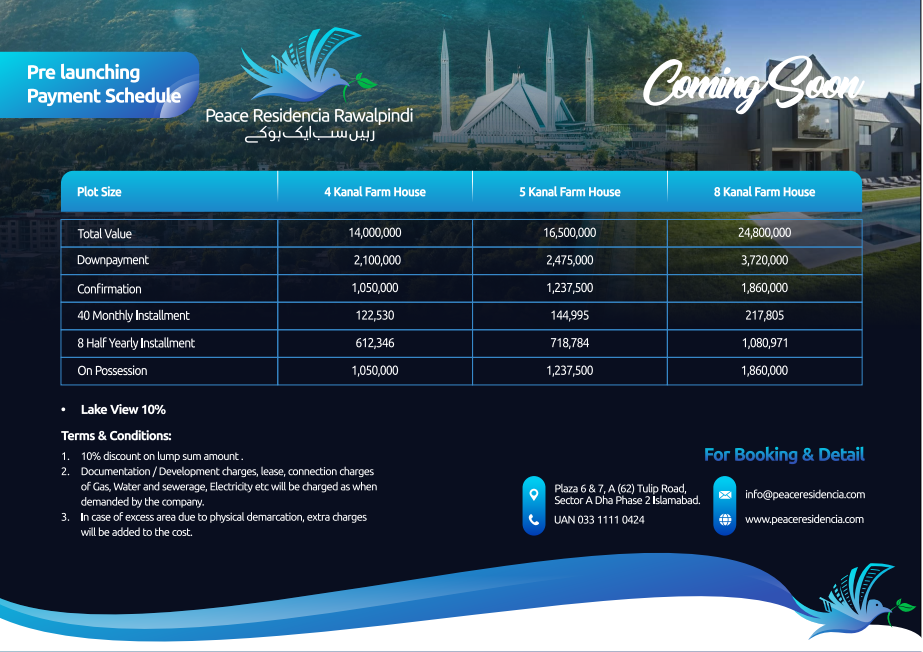 Pre launching
Payment Schedule
Peace Residencia Rawalpindi
رہیں سب ایک ہو کے
Coming Soon
Plot Size 4 Kanal Farm House 5 Kanal Farm House 8 Kanal Farm House
Total Value 14,000,000 16,500,000 24,800,000
Downpayment 2,100,000 2,475,000 3,720,000
Confirmation 1,050,000 1,237,500 1,860,000
40 Monthly Installment 122,530 144,995 217,805
8 Half Yearly Installment 612,346 718,784 1,080,971
On Possession 1,050,000 1,237,500 1,860,000
• Lake View 10%
Terms & Conditions:
1. 10% discount on lump sum amount .
2. Documentation / Development charges, lease, connection charges
of Gas, Water and sewerage, Electricity etc will be charged as when
demanded by the company.
3. In case of excess area due to physical demarcation, extra charges
will be added to the cost.
For Booking & Detail
Plaza 6 & 7, A (62) Tulip Road,
Sector A Dha Phase 2 Islamabad.
UAN 033 1111 0424
info@peaceresidencia.com
www.peaceresidencia.com